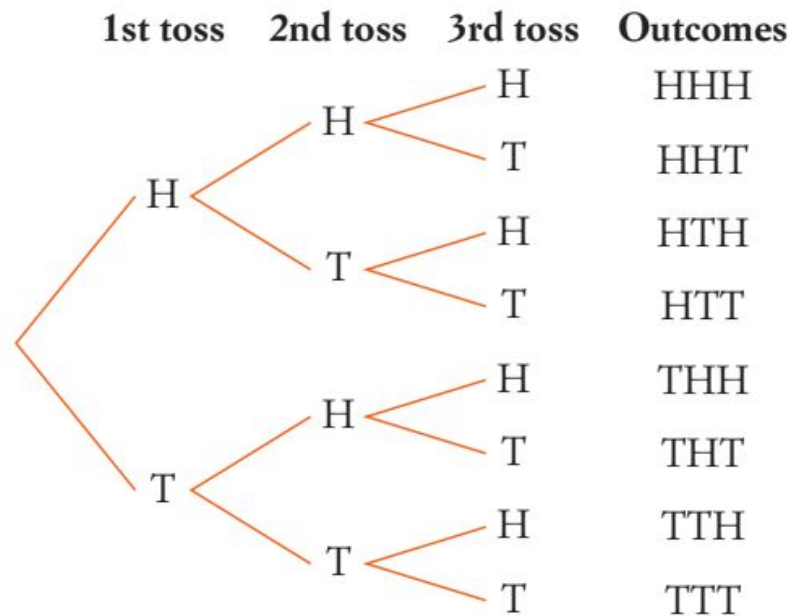 1st toss 2nd toss 3rd toss Outcomes
H HHH
H
T HHT
H
H HTH
T
T HTT
H THH
H
T THT
T
H TTH
T
T TTT